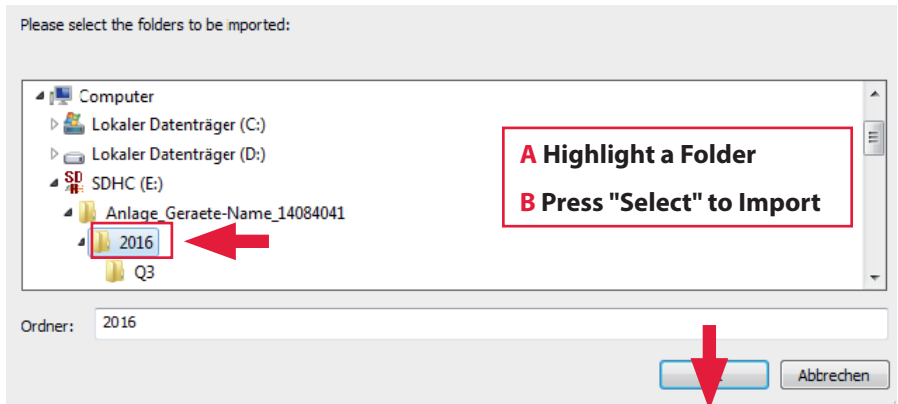 Please select the folders to be imported:
Computer
Lokaler Datenträger (C:)
Lokaler Datenträger (D:)
SDHC (E:)
Anlage_Geraete-Name_14084041
2016
Q3
A Highlight a Folder
B Press "Select" to Import
Ordner: 2016
Abbrechen